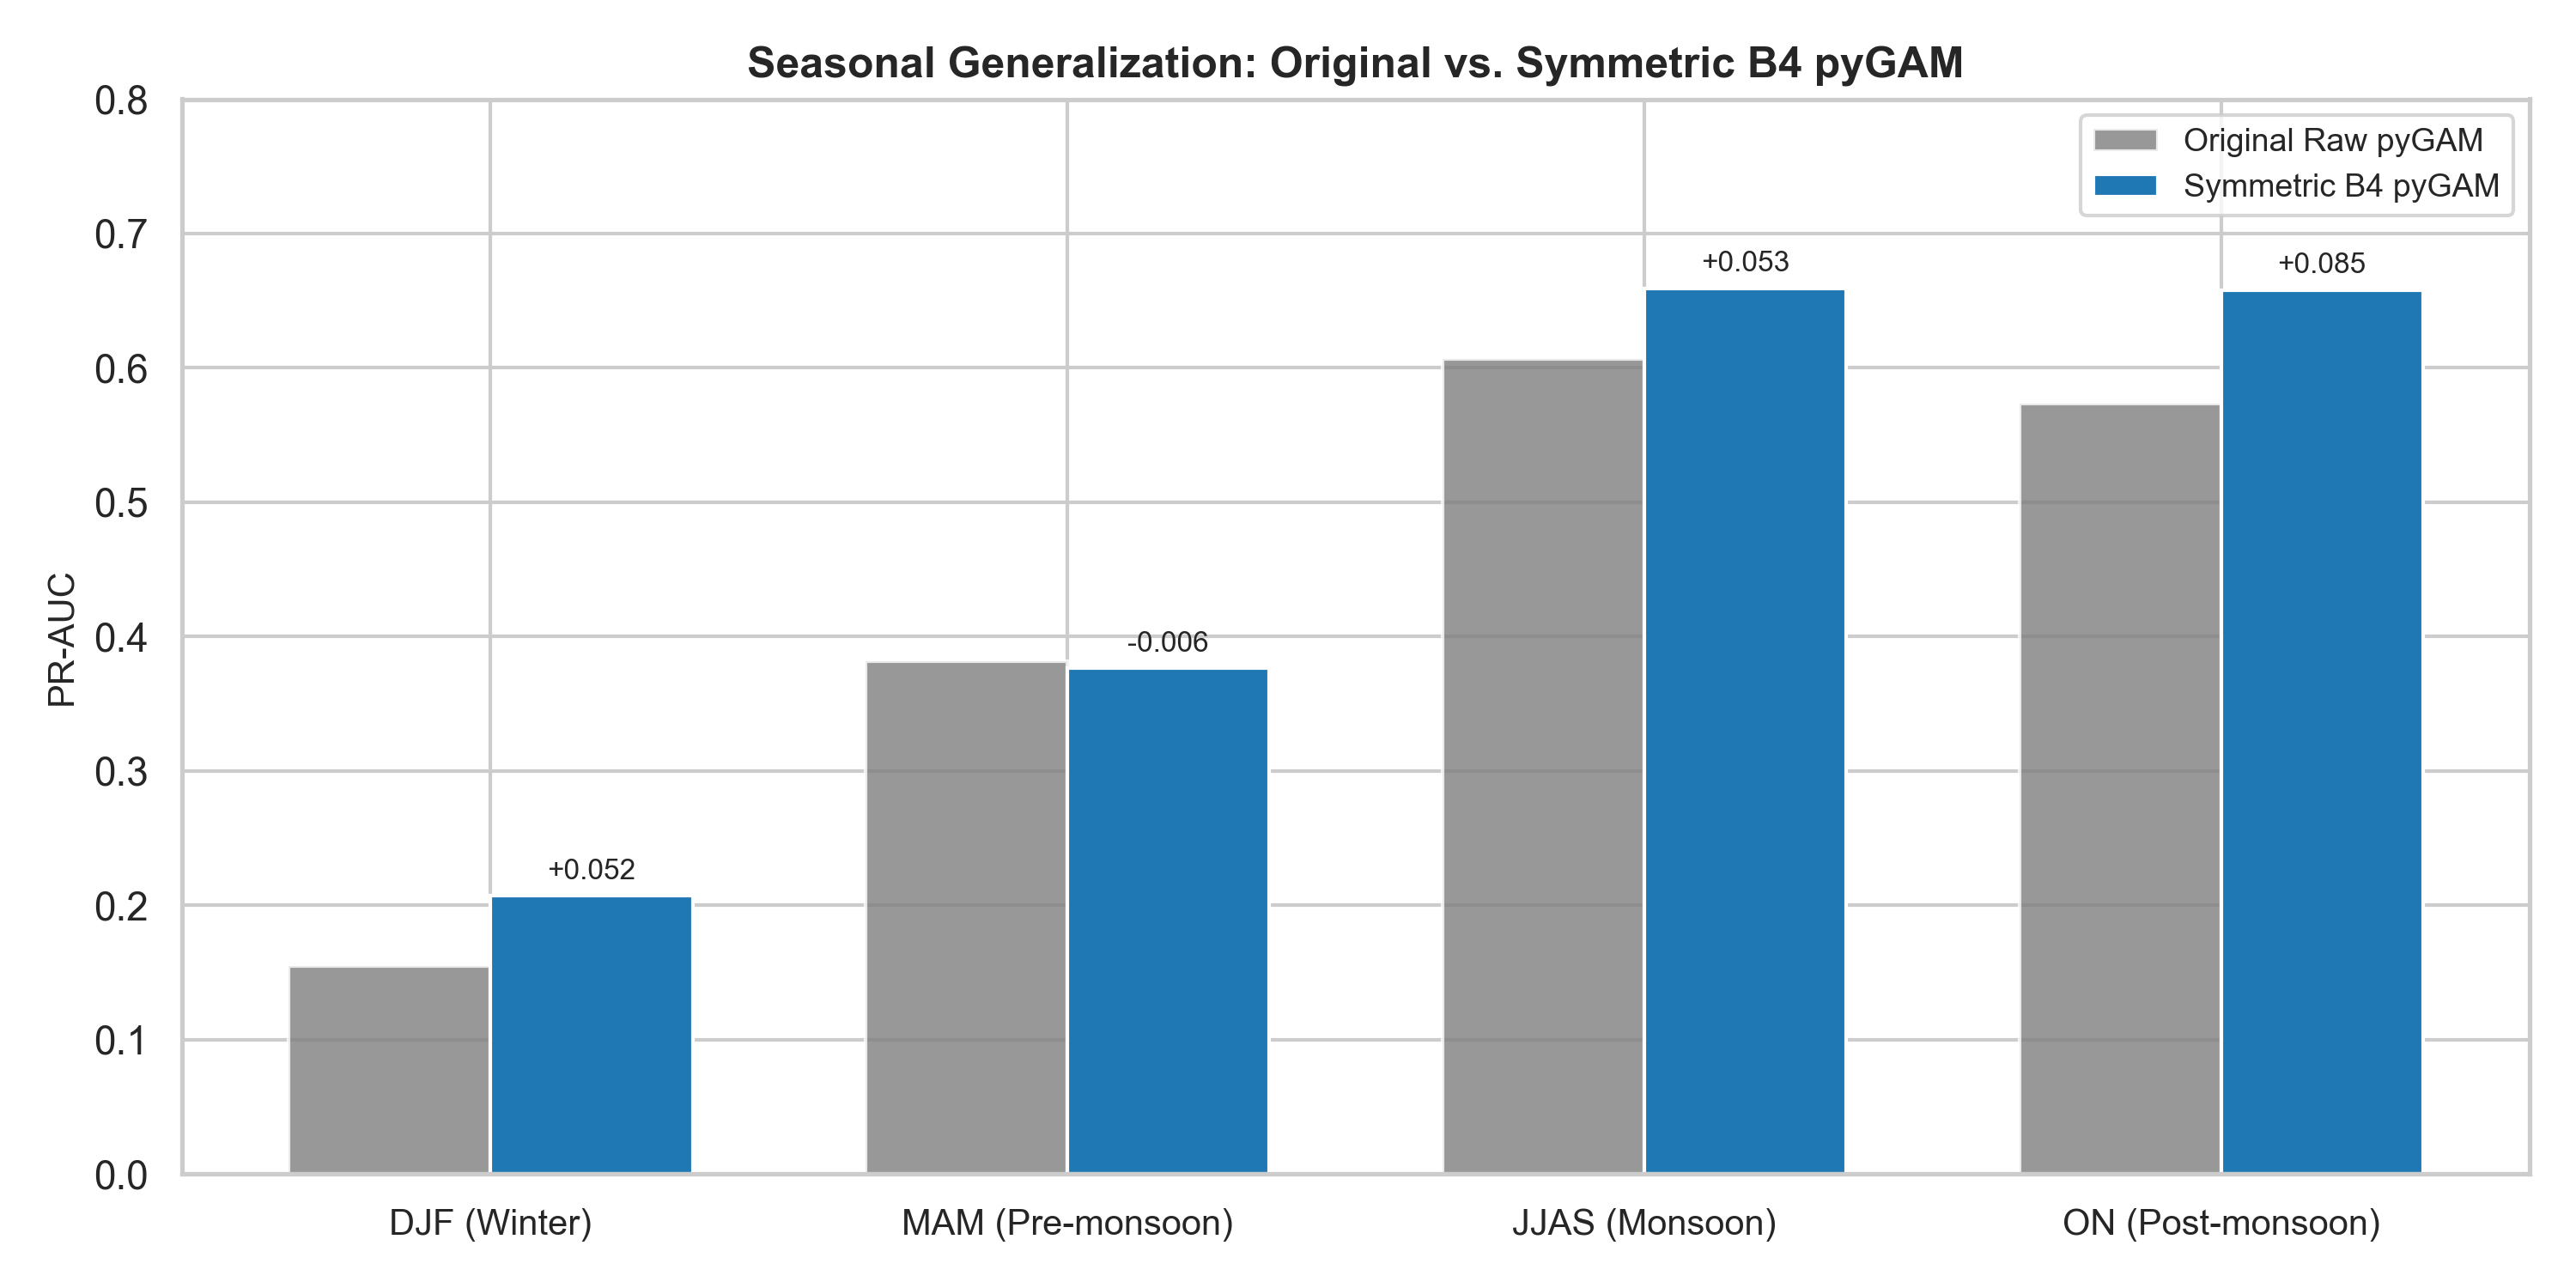 Seasonal Generalization: Original vs. Symmetric B4 pyGAM
Original Raw pyGAM
Symmetric B4 pyGAM
PR-AUC
0.8
0.7
0.6
0.5
0.4
0.3
0.2
0.1
0.0
+0.052
-0.006
+0.053
+0.085
DJF (Winter)
MAM (Pre-monsoon)
JJAS (Monsoon)
ON (Post-monsoon)